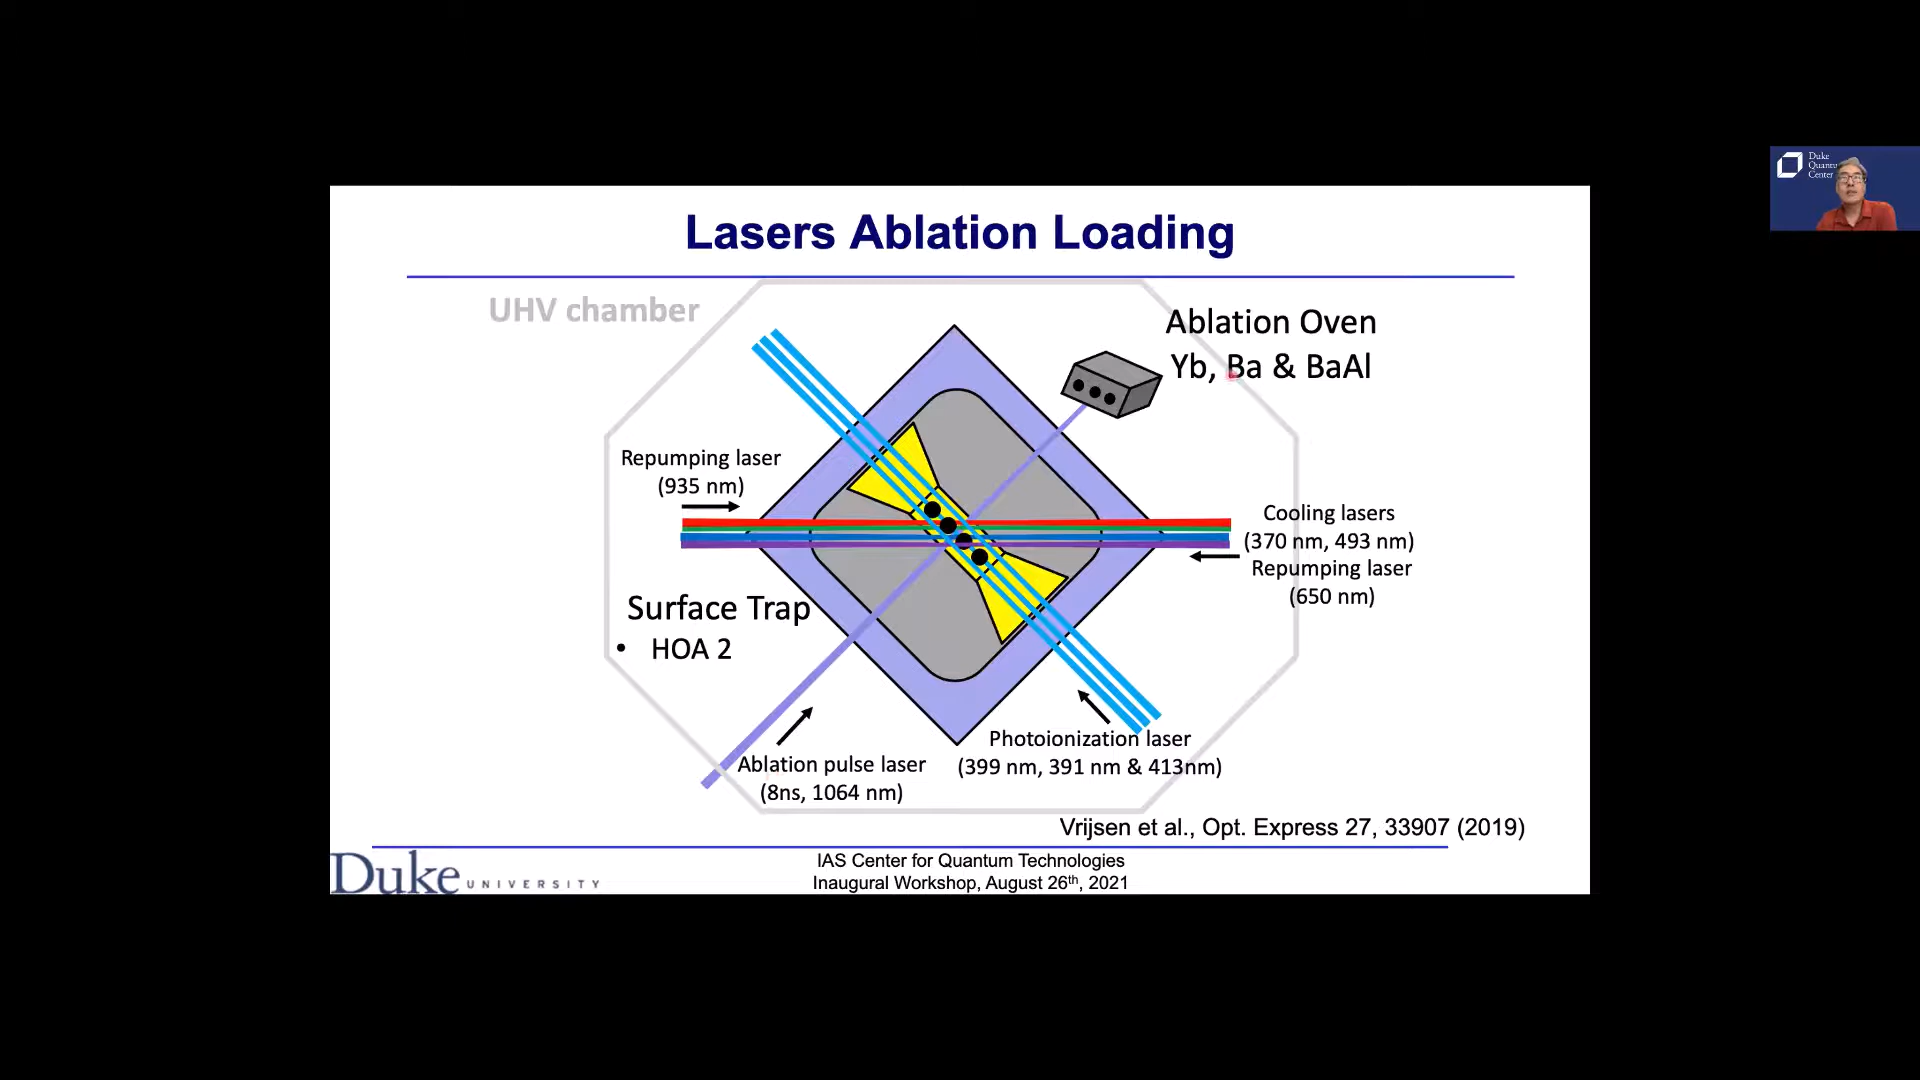 Lasers Ablation Loading
UHV chamber
Ablation Oven
Yb, Ba & BaAl
Repumping laser
(935 nm)
Cooling lasers
(370 nm, 493 nm)
Repumping laser
(650 nm)
Surface Trap
• HOA 2
Ablation pulse laser
(8ns, 1064 nm)
Photoionization laser
(399 nm, 391 nm & 413nm)
Vrijsen et al., Opt. Express 27, 33907 (2019)
Duke UNIVERSITY
IAS Center for Quantum Technologies
Inaugural Workshop, August 26th, 2021
Duke
Center